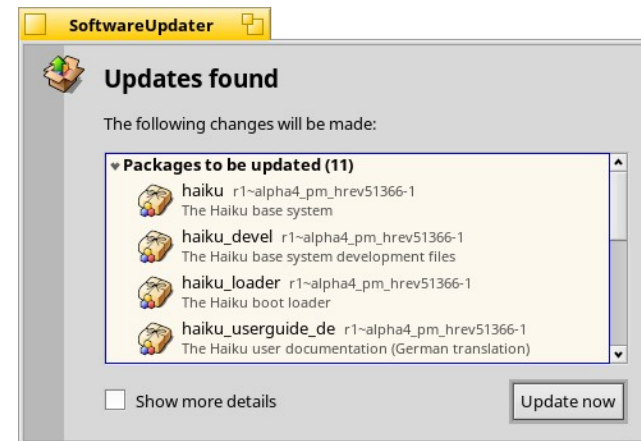 SoftwareUpdater
Updates found
The following changes will be made:
Packages to be updated (11)
haiku r1~alpha4_pm_hrev51366-1
The Haiku base system
haiku_devel r1~alpha4_pm_hrev51366-1
The Haiku base system development files
haiku_loader r1~alpha4_pm_hrev51366-1
The Haiku boot loader
haiku_userguide_de r1~alpha4_pm_hrev51366-1
The Haiku user documentation (German translation)
Show more details
Update now